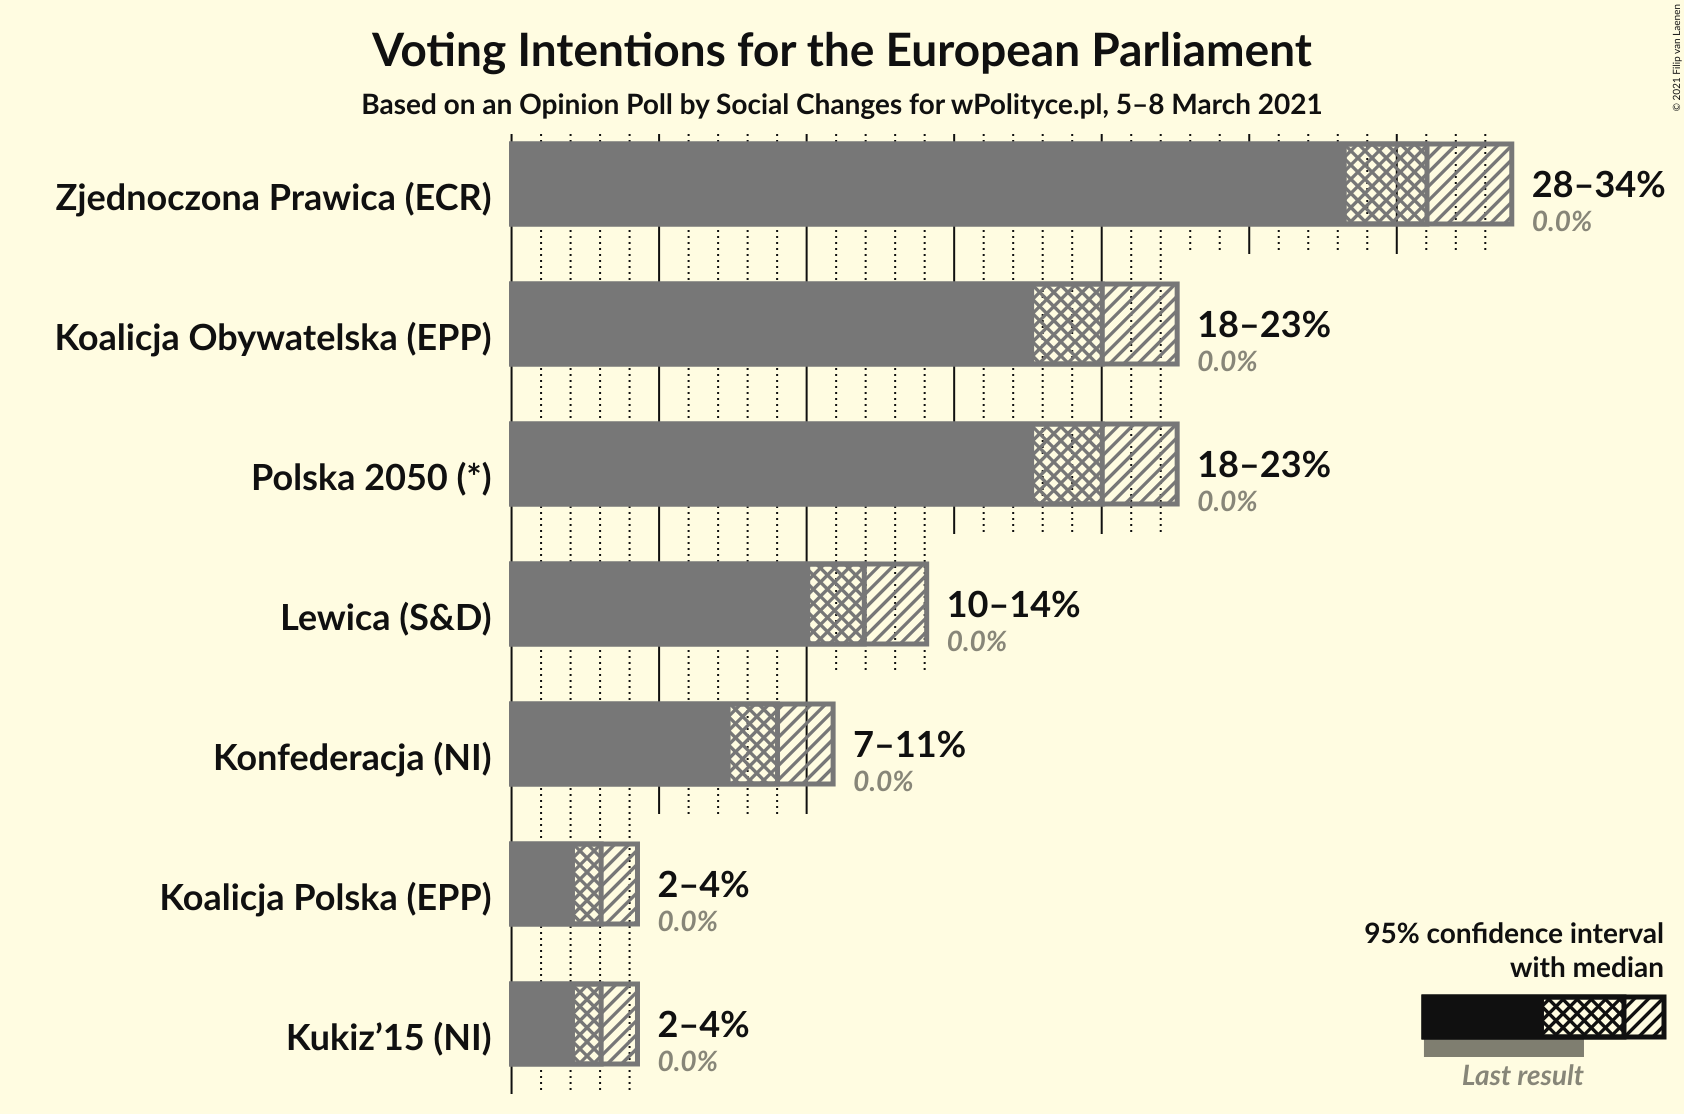 Voting Intentions for the European Parliament
Based on an Opinion Poll by Social Changes for wPolityce.pl, 5–8 March 2021
© 2021 Filip van Laenen
Zjednoczona Prawica (ECR)
28–34%
0.0%
Koalicja Obywatelska (EPP)
18–23%
0.0%
Polska 2050 (*)
18–23%
0.0%
Lewica (S&D)
10–14%
0.0%
Konfederacja (NI)
7–11%
0.0%
Koalicja Polska (EPP)
2–4%
0.0%
Kukiz’15 (NI)
2–4%
0.0%
95% confidence interval
with median
Last result